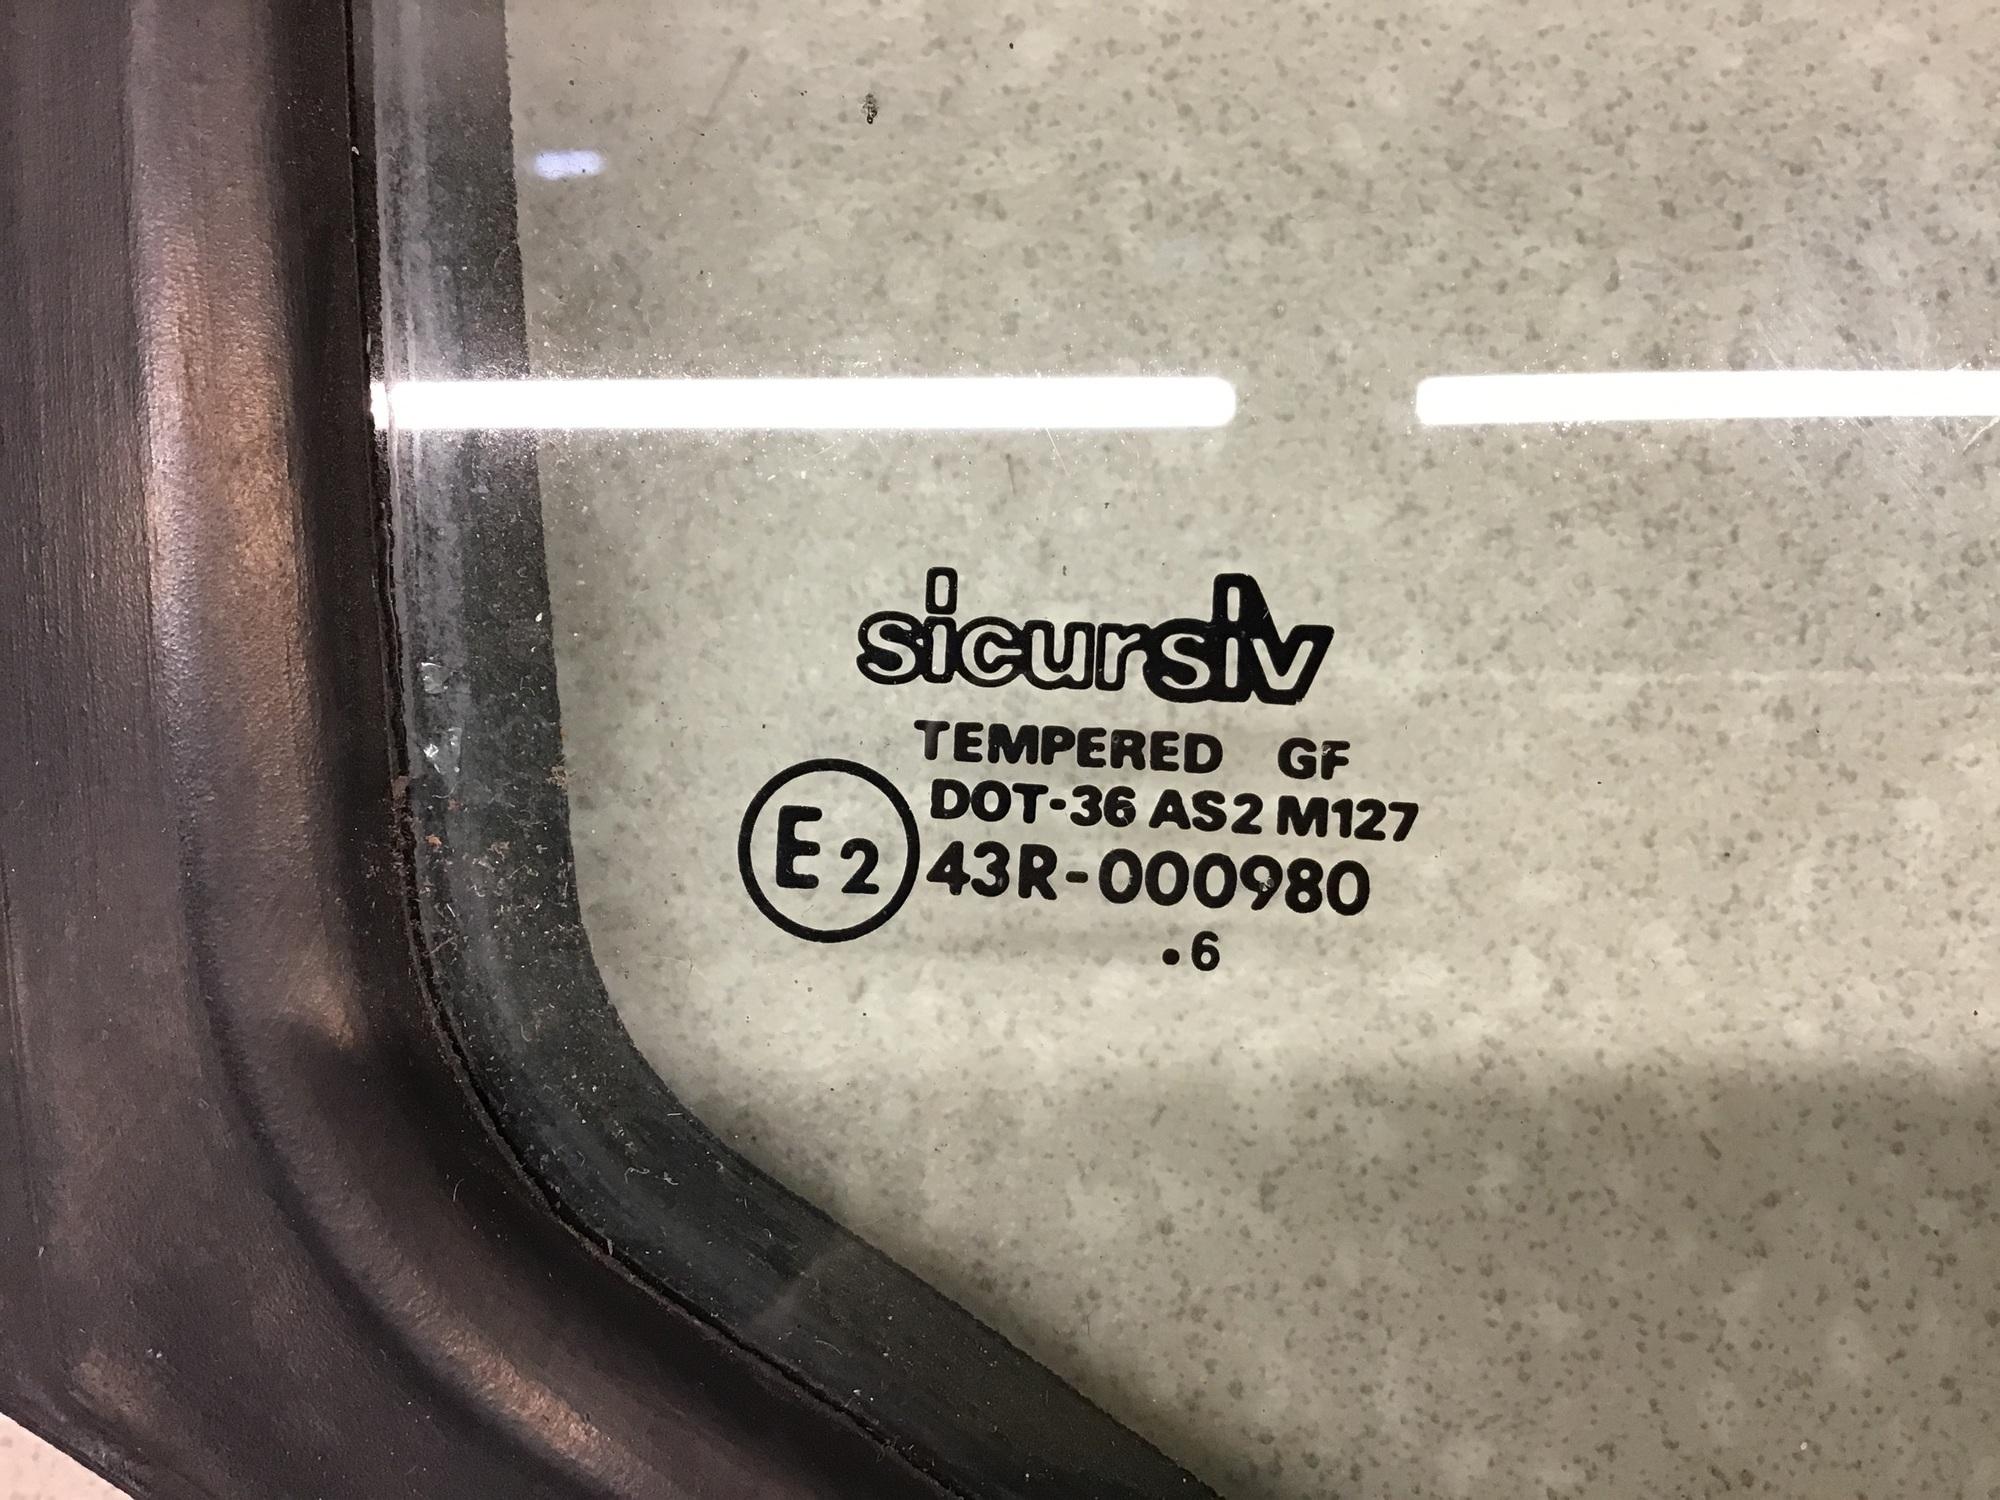 sicursiv
TEMPERED GF
DOT-36 AS2 M127
E2 43R-000980
.6